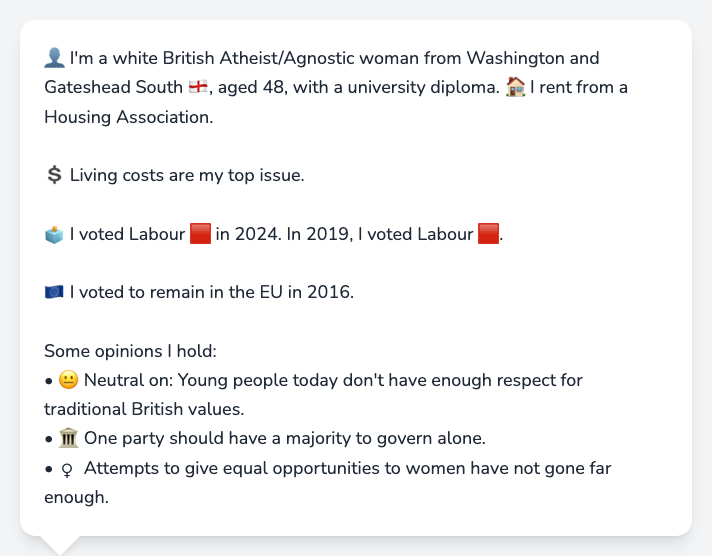 👤 I'm a white British Atheist/Agnostic woman from Washington and
Gateshead South 🏴󠁧󠁢󠁥󠁮󠁧󠁿, aged 48, with a university diploma. 🏠 I rent from a
Housing Association.
💲 Living costs are my top issue.
🗳️ I voted Labour 🟥 in 2024. In 2019, I voted Labour 🟥.
🇪🇺 I voted to remain in the EU in 2016.
Some opinions I hold:
• 😐 Neutral on: Young people today don't have enough respect for
traditional British values.
• 🏛️ One party should have a majority to govern alone.
• ♀ Attempts to give equal opportunities to women have not gone far
enough.